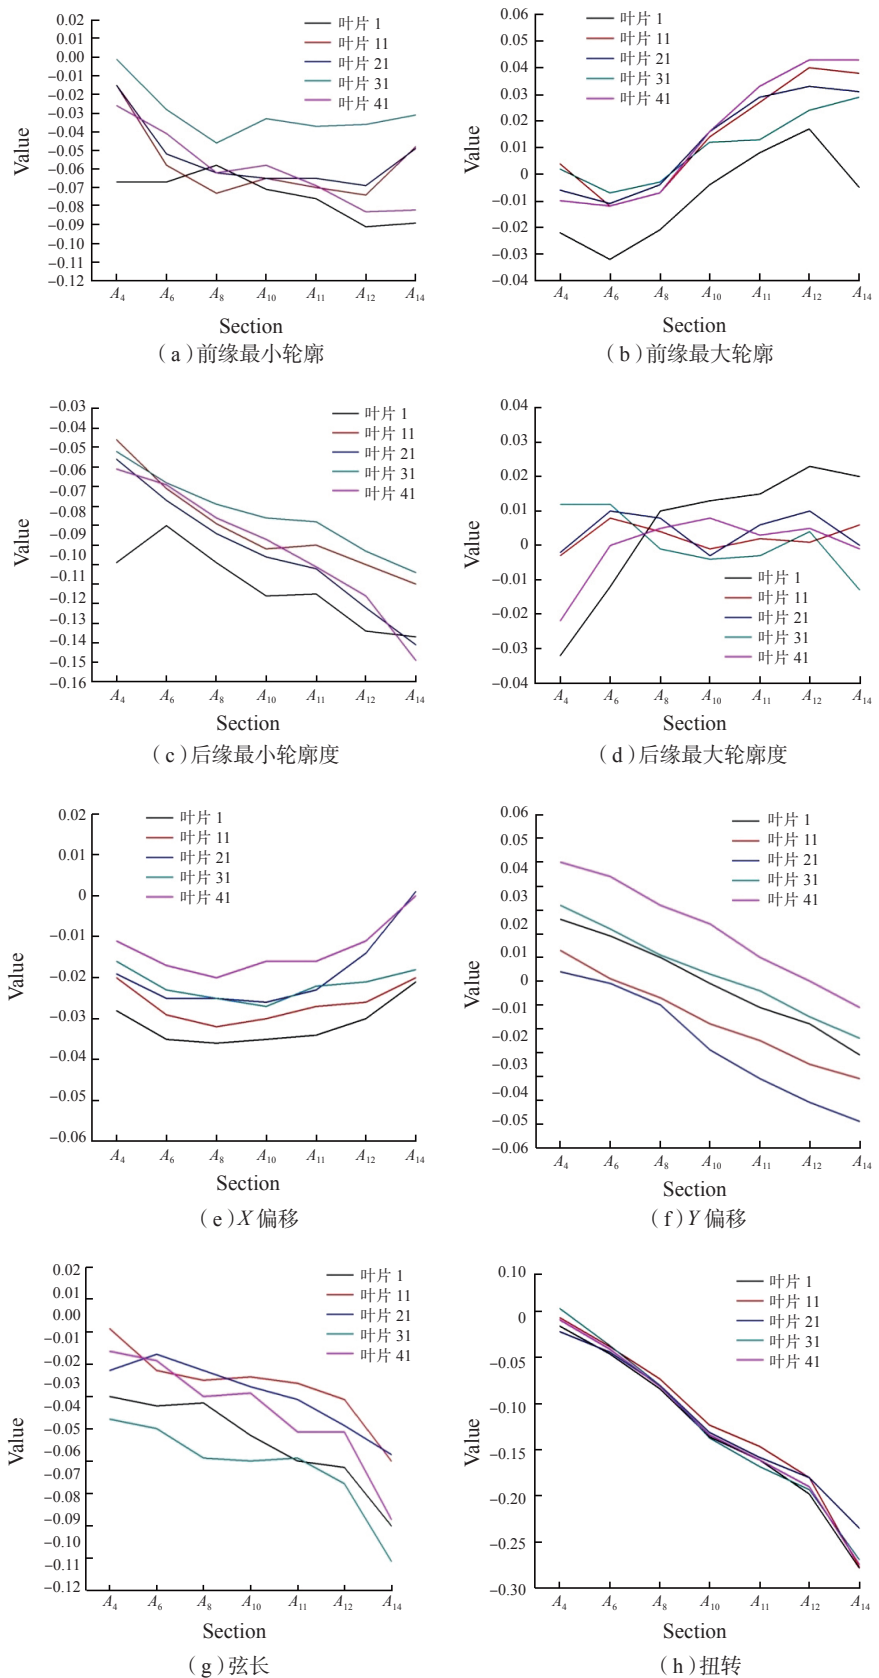 0.02
0.01
0.00
−0.01
−0.02
−0.03
−0.04
−0.05
−0.06
−0.07
−0.08
−0.09
−0.10
−0.11
−0.12
Value
叶片 1
叶片 11
叶片 21
叶片 31
叶片 41
A4 A6 A8 A10 A11 A12 A14
Section
(a)前缘最小轮廓
0.06
0.05
0.04
0.03
0.02
0
−0.01
−0.01
−0.02
−0.03
−0.04
Value
叶片 1
叶片 11
叶片 21
叶片 31
叶片 41
A4 A6 A8 A10 A11 A12 A14
Section
(b)前缘最大轮廓
−0.03
−0.04
−0.05
−0.06
−0.07
−0.08
−0.09
−0.10
−0.11
−0.12
−0.13
−0.14
−0.15
−0.16
Value
叶片 1
叶片 11
叶片 21
叶片 31
叶片 41
A4 A6 A8 A10 A11 A12 A14
Section
(c)后缘最小轮廓度
0.04
0.03
0.02
0.01
0
−0.01
−0.02
−0.03
−0.04
Value
叶片 1
叶片 11
叶片 21
叶片 31
叶片 41
A4 A6 A8 A10 A11 A12 A14
Section
(d)后缘最大轮廓度
0.02
0.01
0
−0.01
−0.02
−0.03
−0.04
−0.05
−0.06
Value
叶片 1
叶片 11
叶片 21
叶片 31
叶片 41
A4 A6 A8 A10 A11 A12 A14
Section
(e)X 偏移
0.06
0.05
0.04
0.03
0.02
0.01
0
−0.01
−0.02
−0.03
−0.04
−0.05
−0.06
Value
叶片 1
叶片 11
叶片 21
叶片 31
叶片 41
A4 A6 A8 A10 A11 A12 A14
Section
(f)Y 偏移
0.02
0.01
0.00
−0.01
−0.02
−0.03
−0.04
−0.05
−0.06
−0.07
−0.08
−0.09
−0.10
−0.11
−0.12
Value
叶片 1
叶片 11
叶片 21
叶片 31
叶片 41
A4 A6 A8 A10 A11 A12 A14
Section
(g)弦长
0.10
0
−0.05
−0.10
−0.15
−0.20
−0.25
−0.30
Value
叶片 1
叶片 11
叶片 21
叶片 31
叶片 41
A4 A6 A8 A10 A11 A12 A14
Section
(h)扭转